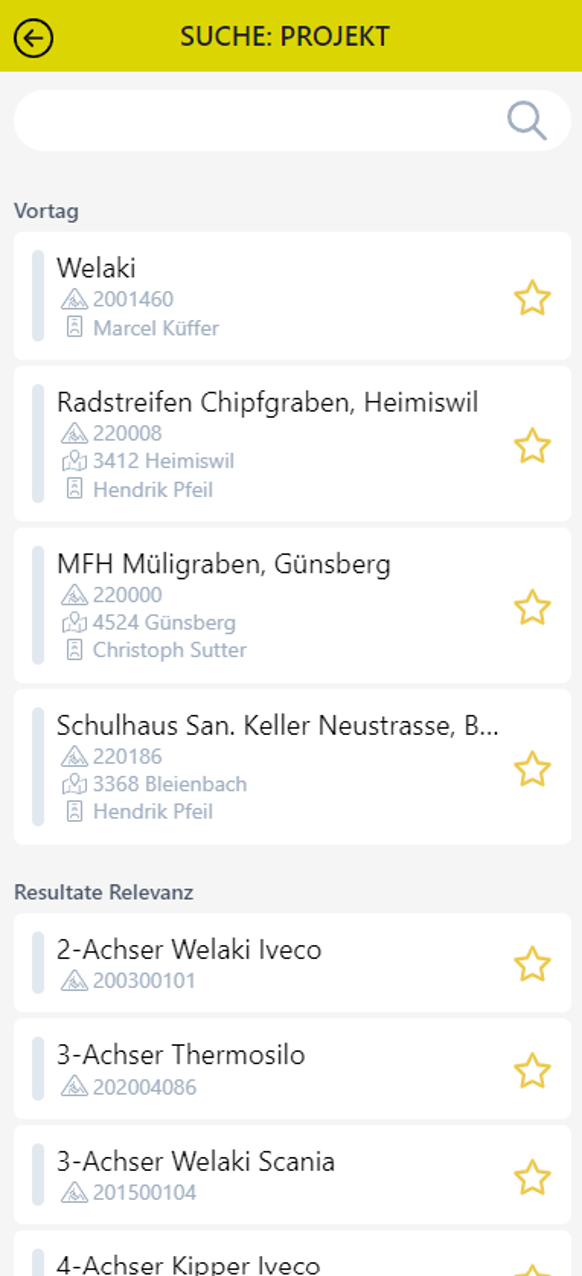 SUCHE: PROJEKT
Vortag
Welaki
2001460
Marcel Küffer
Radstreifen Chipfgraben, Heimiswil
220008
3412 Heimiswil
Hendrik Pfeil
MFH Müligraben, Günsberg
220000
4524 Günsberg
Christoph Sutter
Schulhaus San. Keller Neustrasse, B...
220186
3368 Bleienbach
Hendrik Pfeil
Resultate Relevanz
2-Achser Welaki Iveco
200300101
3-Achser Thermosilo
202004086
3-Achser Welaki Scania
201500104
4-Achser Kipper Iveco